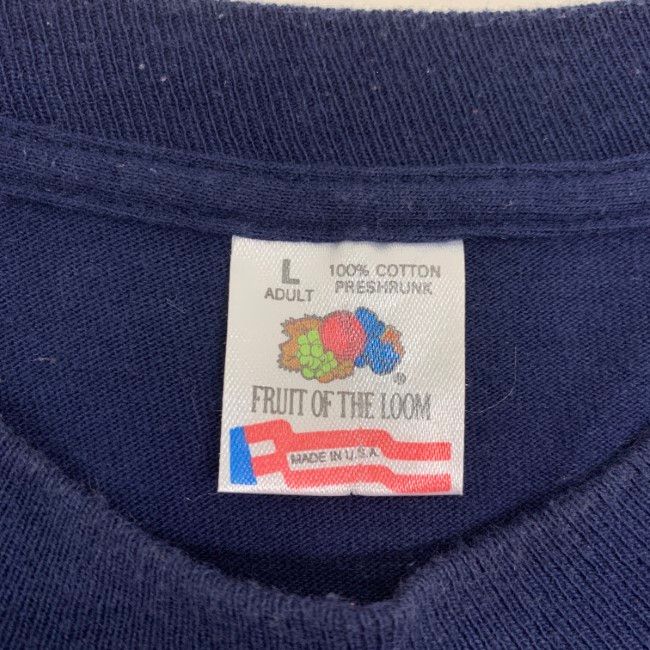 L
ADULT
100% COTTON
PRESHRUNK
®
FRUIT OF THE LOOM
MADE IN U.S.A.